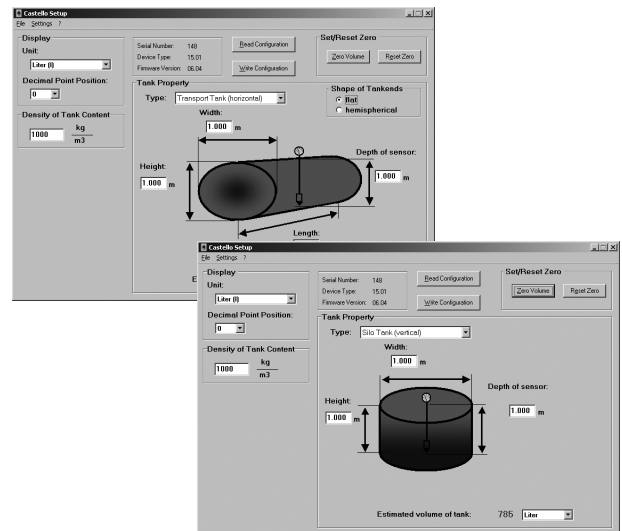 Castello Setup
File Settings ?
Display
Unit:
Liter (l)
Decimal Point Position:
0
Density of Tank Content
1000 kg
m3
Serial Number: 148
Device Type: 15.01
Firmware Version: 06.04
Read Configuration
Write Configuration
Set/Reset Zero
Zero Volume Reset Zero
Tank Property
Type: Transport Tank (horizontal)
Shape of Tankends
flat
hemispherical
Width:
1.000 m
Height:
1.000 m
Depth of sensor:
1.000 m
Length:
E
Castello Setup
File Settings ?
Display
Unit:
Liter (l)
Decimal Point Position:
0
Density of Tank Content
1000 kg
m3
Serial Number: 148
Device Type: 15.01
Firmware Version: 06.04
Read Configuration
Write Configuration
Set/Reset Zero
Zero Volume Reset Zero
Tank Property
Type: Silo Tank (vertical)
Width:
1.000 m
Height:
1.000 m
Depth of sensor:
1.000 m
Estimated volume of tank: 785 Liter